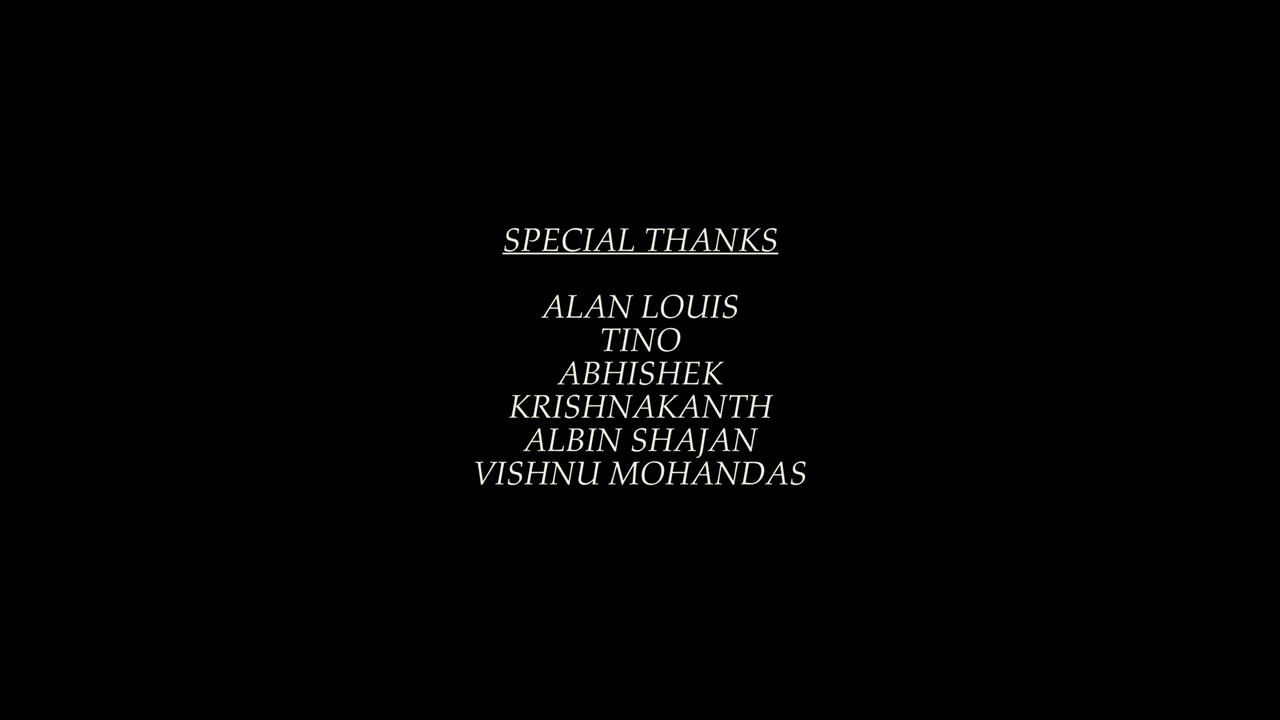 SPECIAL THANKS
ALAN LOUIS
TINO
ABHISHEK
KRISHNAKANTH
ALBIN SHAJAN
VISHNU MOHANDAS